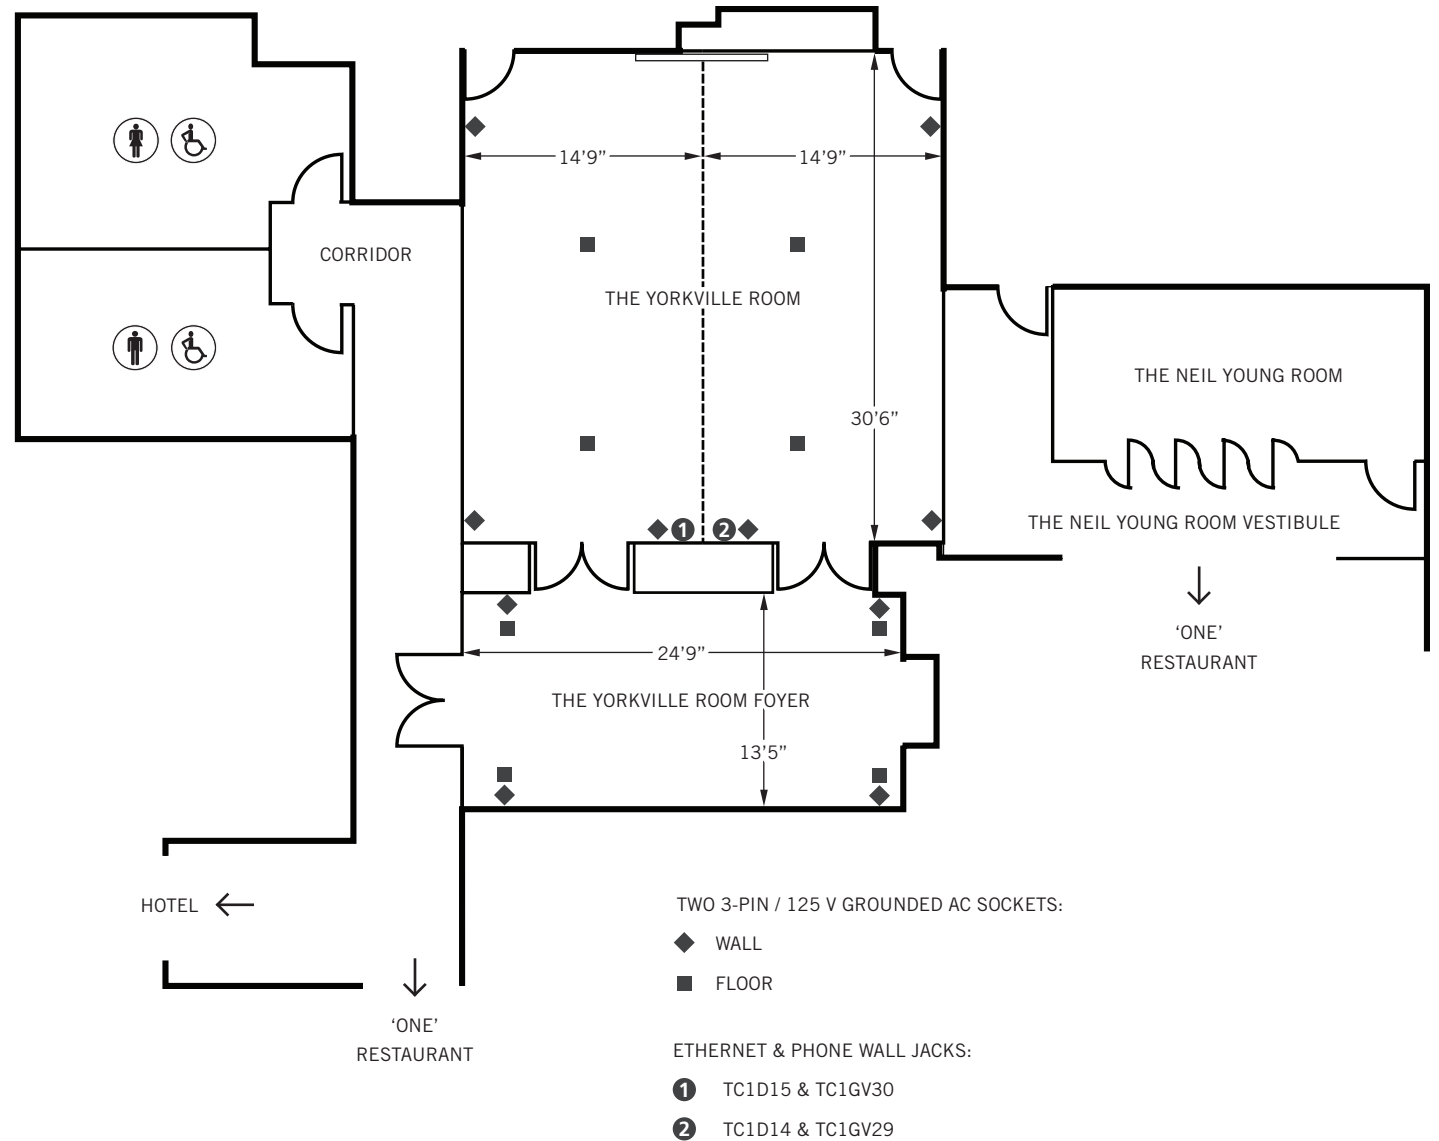 14’9” 14’9”
CORRIDOR
THE YORKVILLE ROOM
THE NEIL YOUNG ROOM
30’6”
1 2
THE NEIL YOUNG ROOM VESTIBULE
‘ONE’
RESTAURANT
24’9”
THE YORKVILLE ROOM FOYER
13’5”
HOTEL
‘ONE’
RESTAURANT
TWO 3-PIN / 125 V GROUNDED AC SOCKETS:
WALL
FLOOR
ETHERNET & PHONE WALL JACKS:
1 TC1D15 & TC1GV30
2 TC1D14 & TC1GV29